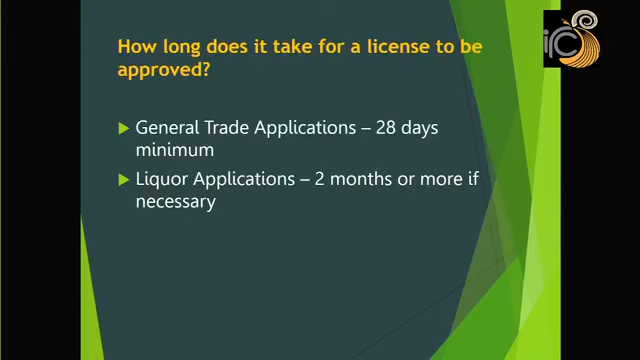 How long does it take for a license to be
approved?
General Trade Applications – 28 days
minimum
Liquor Applications – 2 months or more if
necessary
ifc